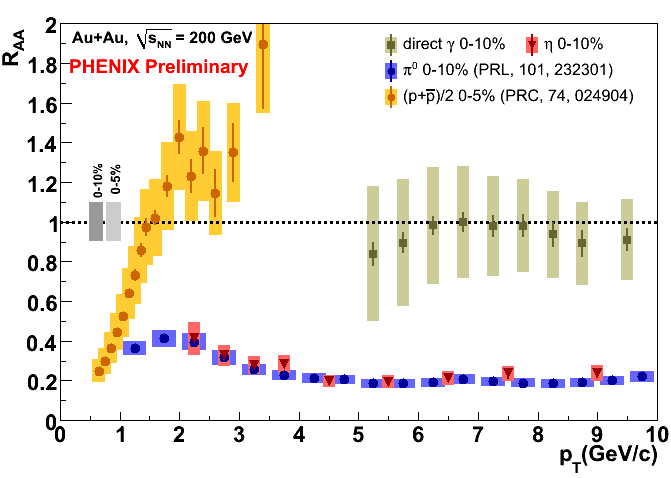 Au+Au, √sNN = 200 GeV
PHENIX Preliminary
direct γ 0-10%
η 0-10%
π0 0-10% (PRL, 101, 232301)
(p+p̅)/2 0-5% (PRC, 74, 024904)
RAA
2
1.8
1.6
1.4
1.2
1
0.8
0.6
0.4
0.2
0
0-10%
0-5%
0 1 2 3 4 5 6 7 8 9 10
pT(GeV/c)